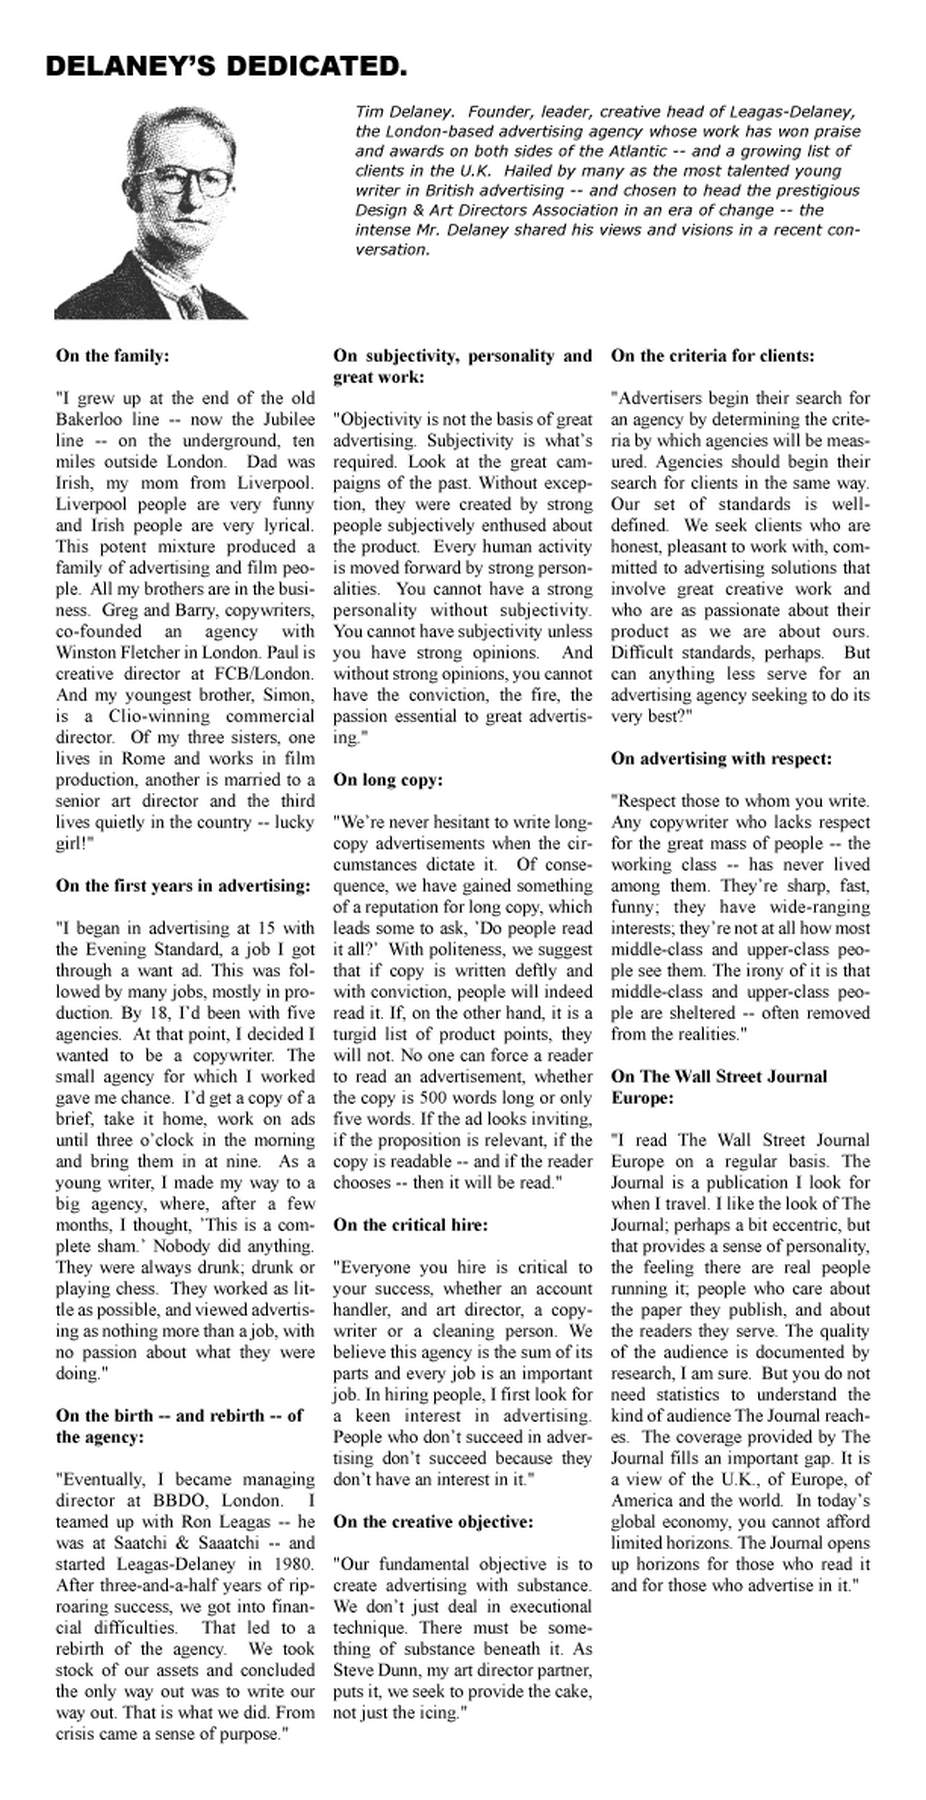 DELANEY'S DEDICATED.
Tim Delaney.  Founder, leader, creative head of Leagas-Delaney,
the London-based advertising agency whose work has won praise
and awards on both sides of the Atlantic -- and a growing list of
clients in the U.K.  Hailed by many as the most talented young
writer in British advertising -- and chosen to head the prestigious
Design & Art Directors Association in an era of change -- the
intense Mr. Delaney shared his views and visions in a recent con-
versation.
On the family:
"I grew up at the end of the old
Bakerloo line -- now the Jubilee
line -- on the underground, ten
miles outside London.  Dad was
Irish, my mom from Liverpool.
Liverpool people are very funny
and Irish people are very lyrical.
This potent mixture produced a
family of advertising and film peo-
ple.  All my brothers are in the busi-
ness.  Greg and Barry, copywriters,
co-founded an agency with
Winston Fletcher in London. Paul is
creative director at FCB/London.
And my youngest brother, Simon,
is a Clio-winning commercial
director.  Of my three sisters, one
lives in Rome and works in film
production, another is married to a
senior art director and the third
lives quietly in the country -- lucky
girl!"
On the first years in advertising:
"I began in advertising at 15 with
the Evening Standard, a job I got
through a want ad. This was fol-
lowed by many jobs, mostly in pro-
duction. By 18, I'd been with five
agencies.  At that point, I decided I
wanted to be a copywriter. The
small agency for which I worked
gave me chance.  I'd get a copy of a
brief, take it home, work on ads
until three o'clock in the morning
and bring them in at nine.  As a
young writer, I made my way to a
big agency, where, after a few
months, I thought, 'This is a com-
plete sham.' Nobody did anything.
They were always drunk; drunk or
playing chess.  They worked as lit-
tle as possible, and viewed advertis-
ing as nothing more than a job, with
no passion about what they were
doing."
On the birth -- and rebirth -- of
the agency:
"Eventually, I became managing
director at BBDO, London.  I
teamed up with Ron Leagas -- he
was at Saatchi & Saaatchi -- and
started Leagas-Delaney in 1980.
After three-and-a-half years of rip-
roaring success, we got into finan-
cial difficulties.  That led to a
rebirth of the agency.  We took
stock of our assets and concluded
the only way out was to write our
way out. That is what we did. From
crisis came a sense of purpose."
On subjectivity, personality and
great work:
"Objectivity is not the basis of great
advertising. Subjectivity is what's
required. Look at the great cam-
paigns of the past. Without excep-
tion, they were created by strong
people subjectively enthused about
the product.  Every human activity
is moved forward by strong person-
alities.  You cannot have a strong
personality without subjectivity.
You cannot have subjectivity unless
you have strong opinions.  And
without strong opinions, you cannot
have the conviction, the fire, the
passion essential to great advertis-
ing."
On long copy:
"We're never hesitant to write long-
copy advertisements when the cir-
cumstances dictate it.  Of conse-
quence, we have gained something
of a reputation for long copy, which
leads some to ask, 'Do people read
it all?'  With politeness, we suggest
that if copy is written deftly and
with conviction, people will indeed
read it. If, on the other hand, it is a
turgid list of product points, they
will not. No one can force a reader
to read an advertisement, whether
the copy is 500 words long or only
five words. If the ad looks inviting,
if the proposition is relevant, if the
copy is readable -- and if the reader
chooses -- then it will be read."
On the critical hire:
"Everyone you hire is critical to
your success, whether an account
handler, and art director, a copy-
writer or a cleaning person. We
believe this agency is the sum of its
parts and every job is an important
job. In hiring people, I first look for
a keen interest in advertising.
People who don't succeed in adver-
tising don't succeed because they
don't have an interest in it."
On the creative objective:
"Our fundamental objective is to
create advertising with substance.
We don't just deal in executional
technique. There must be some-
thing of substance beneath it. As
Steve Dunn, my art director partner,
puts it, we seek to provide the cake,
not just the icing."
On the criteria for clients:
"Advertisers begin their search for
an agency by determining the crite-
ria by which agencies will be meas-
ured. Agencies should begin their
search for clients in the same way.
Our set of standards is well-
defined.  We seek clients who are
honest, pleasant to work with, com-
mitted to advertising solutions that
involve great creative work and
who are as passionate about their
product as we are about ours.
Difficult standards, perhaps.  But
can anything less serve for an
advertising agency seeking to do its
very best?"
On advertising with respect:
"Respect those to whom you write.
Any copywriter who lacks respect
for the great mass of people -- the
working class -- has never lived
among them. They're sharp, fast,
funny; they have wide-ranging
interests; they're not at all how most
middle-class and upper-class peo-
ple see them. The irony of it is that
middle-class and upper-class peo-
ple are sheltered -- often removed
from the realities."
On The Wall Street Journal
Europe:
"I read The Wall Street Journal
Europe on a regular basis. The
Journal is a publication I look for
when I travel. I like the look of The
Journal; perhaps a bit eccentric, but
that provides a sense of personality,
the feeling there are real people
running it; people who care about
the paper they publish, and about
the readers they serve. The quality
of the audience is documented by
research, I am sure.  But you do not
need statistics to understand the
kind of audience The Journal reach-
es.  The coverage provided by The
Journal fills an important gap. It is
a view of the U.K., of Europe, of
America and the world.  In today's
global economy, you cannot afford
limited horizons. The Journal opens
up horizons for those who read it
and for those who advertise in it."